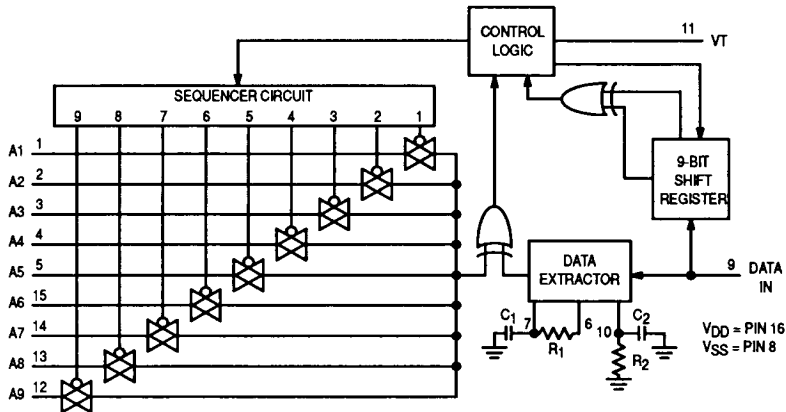 CONTROL
LOGIC
11
VT
SEQUENCER CIRCUIT
9 8 7 6 5 4 3 2 1
A1 1
A2 2
A3 3
A4 4
A5 5
A6 15
A7 14
A8 13
A9 12
9-BIT
SHIFT
REGISTER
DATA
EXTRACTOR
9 DATA
IN
C1 7 R1 6 10 C2
R2
VDD = PIN 16
VSS = PIN 8